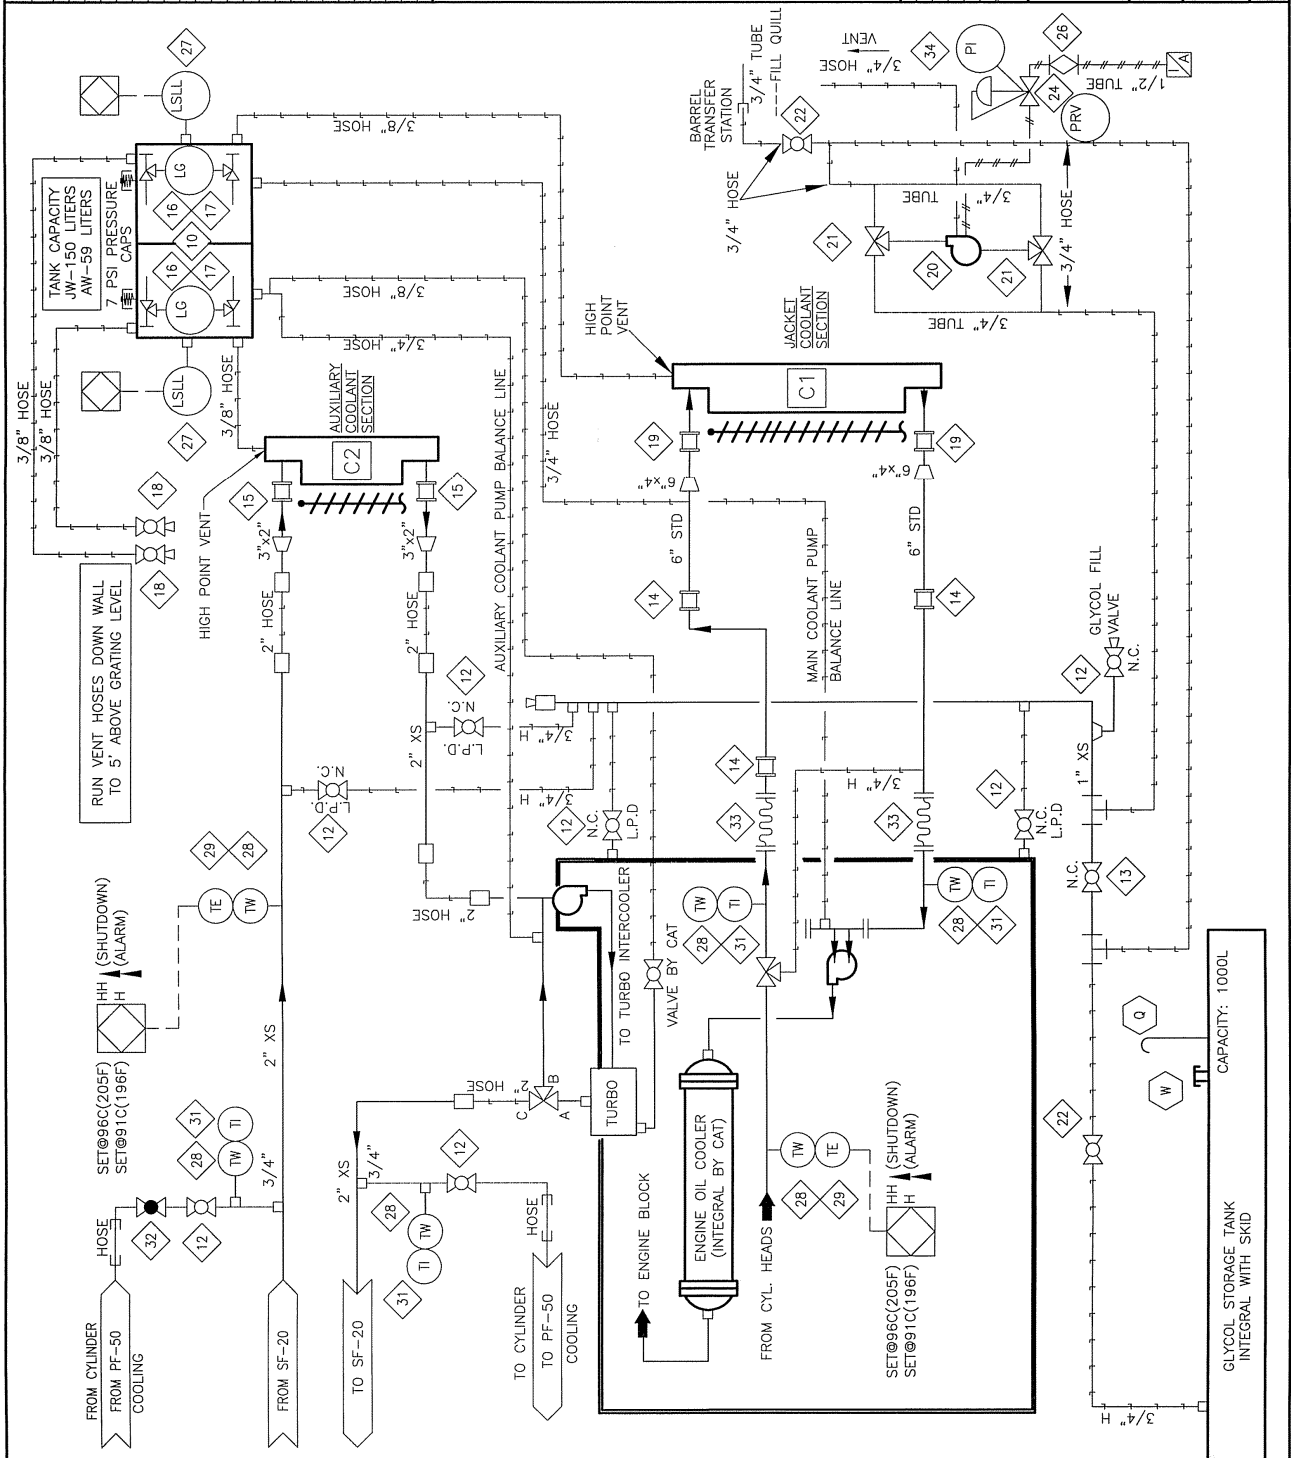 3/8" HOSE
3/8" HOSE
TANK CAPACITY
JW-150 LITERS
AW-59 LITERS
7 PSI PRESSURE
CAPS
LSLL
27
LG
16
17
10
LG
16
17
LSLL
27
3/8" HOSE
3/8" HOSE
3/8" HOSE
3/4" HOSE
3/4" HOSE
RUN VENT HOSES DOWN WALL
TO 5' ABOVE GRATING LEVEL
18
18
HIGH POINT VENT
AUXILIARY
COOLANT
SECTION
C2
15
15
3"x2"
3"x2"
2" HOSE
2" HOSE
AUXILIARY COOLANT PUMP BALANCE LINE
HIGH
POINT
VENT
JACKET
COOLANT
SECTION
C1
19
19
6"x4"
6"x4"
6" STD
6" STD
14
14
MAIN COOLANT PUMP
BALANCE LINE
BARREL
TRANSFER
STATION
3/4" TUBE
FILL QUILL
22
3/4" HOSE
3/4" HOSE
VENT
34
PI
26
24
1/2" TUBE
I/A
PRV
TUBE
3/4"
21
20
21
3/4" TUBE
3/4" HOSE
12
GLYCOL FILL
VALVE
N.C.
2" XS
N.C.
L.P.D.
12
3/4" H
N.C.
L.P.D.
12
3/4" H
12
N.C.
L.P.D
14
33
3/4" H
33
12
N.C.
L.P.D
1" XS
N.C.
13
29
28
TE
TW
HH (SHUTDOWN)
H (ALARM)
SET@96C(205F)
SET@91C(196F)
2" XS
2" HOSE
TO TURBO INTERCOOLER
VALVE BY CAT
TW
TI
28
31
TW
TI
28
31
31
28
TI
TW
3/4"
HOSE
32
12
FROM CYLINDER
FROM PF-50
COOLING
FROM SF-20
TO SF-20
2" XS
3/4"
2" HOSE
C
B
A
TURBO
12
28
TW
TI
31
HOSE
TO CYLINDER
TO PF-50
COOLING
TO ENGINE BLOCK
ENGINE OIL COOLER
(INTEGRAL BY CAT)
FROM CYL. HEADS
TW
TE
28
29
HH (SHUTDOWN)
H (ALARM)
SET@96C(205F)
SET@91C(196F)
22
W
Q
CAPACITY: 1000L
GLYCOL STORAGE TANK
INTEGRAL WITH SKID
3/4" H